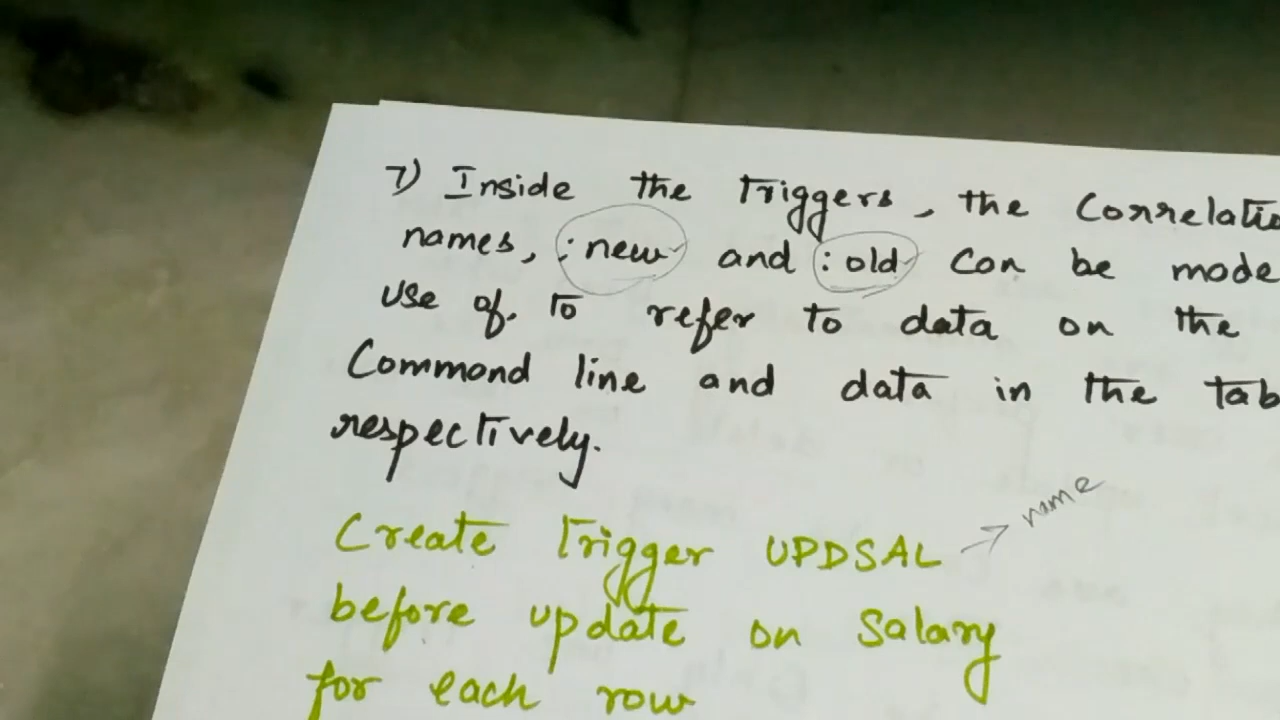 7) Inside the Triggers, the Correlatio
names, :new and :old Con be mode
use of. to refer to data on the
Commond line and data in the tab
respectively.
name
Create Trigger UPDSAL
before update on Salary
for each row